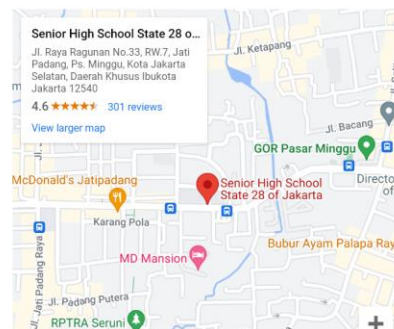 Senior High School State 28 o...
Jl. Raya Ragunan No.33, RW.7, Jati
Padang, Ps. Minggu, Kota Jakarta
Selatan, Daerah Khusus Ibukota
Jakarta 12540
4.6 301 reviews
View larger map
Jl. Ketapang
Jl. Bacang
GOR Pasar Minggu
McDonald's Jatipadang
Senior High School
State 28 of Jakarta
Directo
of
Karang Pola
MD Mansion
Bubur Ayam Palapa Ray
Jl. Jati Padang Raya
Jl. Padang Putera
RPTRA Seruni